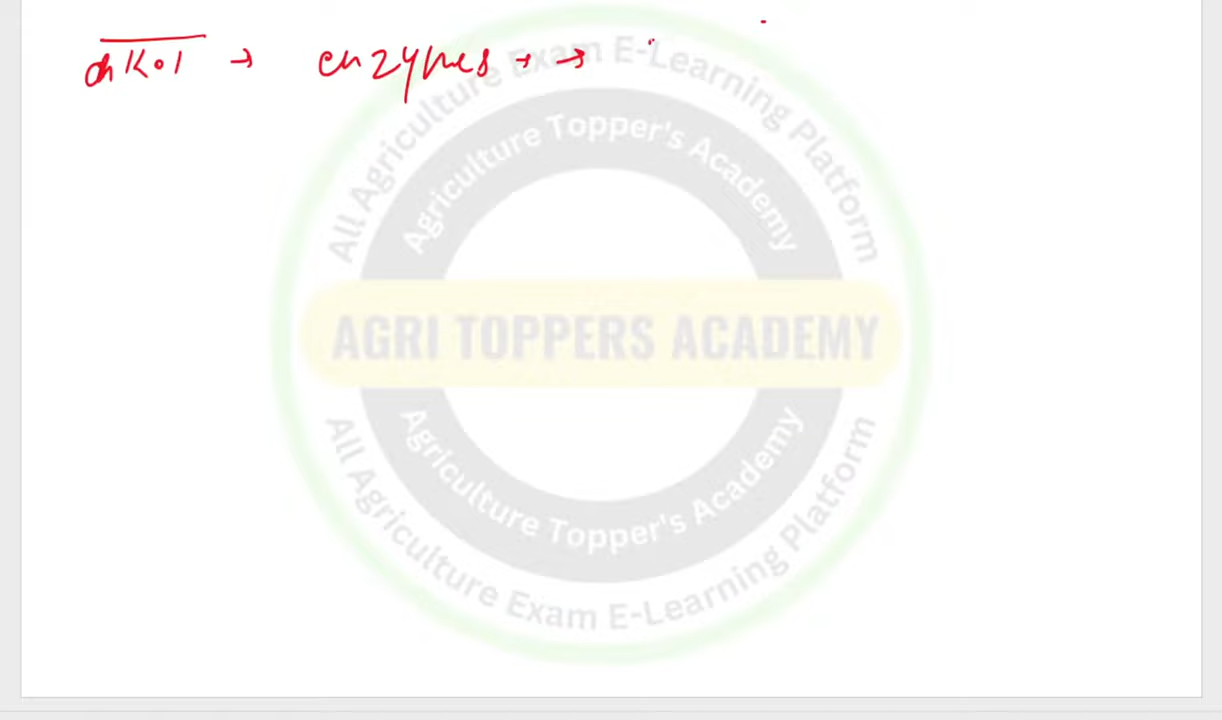 → enzymes + →
All Agriculture Exam E-Learning Platform
Agriculture Topper's Academy
AGRI TOPPERS ACADEMY
Agriculture Topper's Academy
All Agriculture Exam E-Learning Platform